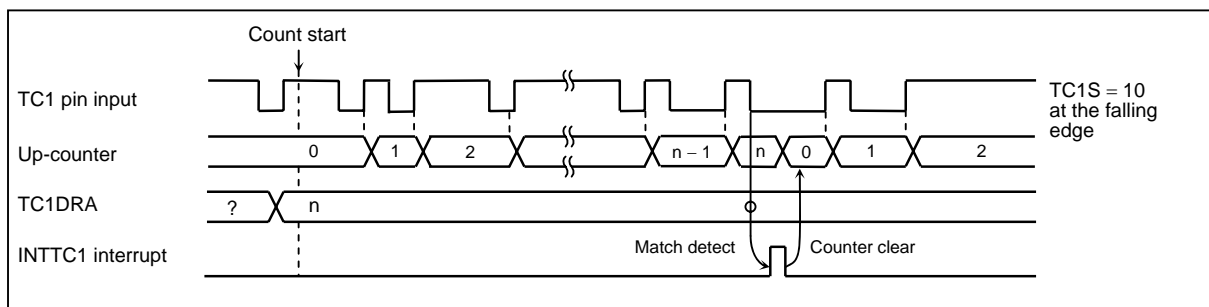 Count start
TC1 pin input
TC1S = 10
at the falling
edge
Up-counter
0 1 2 n − 1 n 0 1 2
TC1DRA
? n
Match detect Counter clear
INTTC1 interrupt